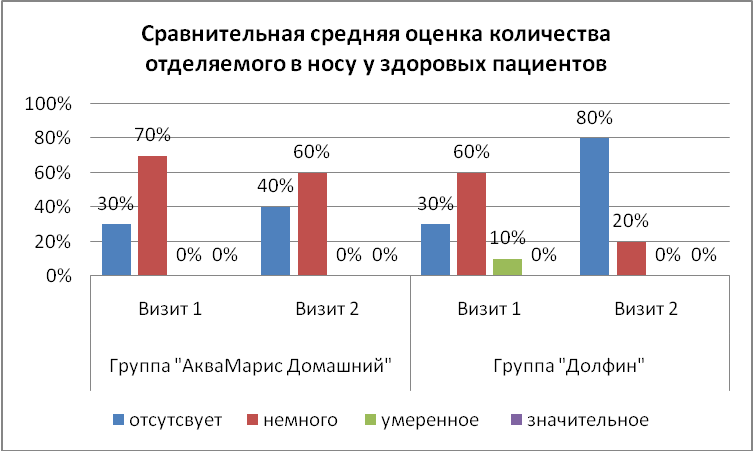 Сравнительная средняя оценка количества
отделяемого в носу у здоровых пациентов
100%
80%
60%
40%
20%
0%
30%
70%
0%
0%
40%
60%
0%
0%
30%
60%
10%
0%
80%
20%
0%
0%
Визит 1
Визит 2
Визит 1
Визит 2
Группа "АкваМарис Домашний"
Группа "Долфин"
отсутсвует
немного
умеренное
значительное